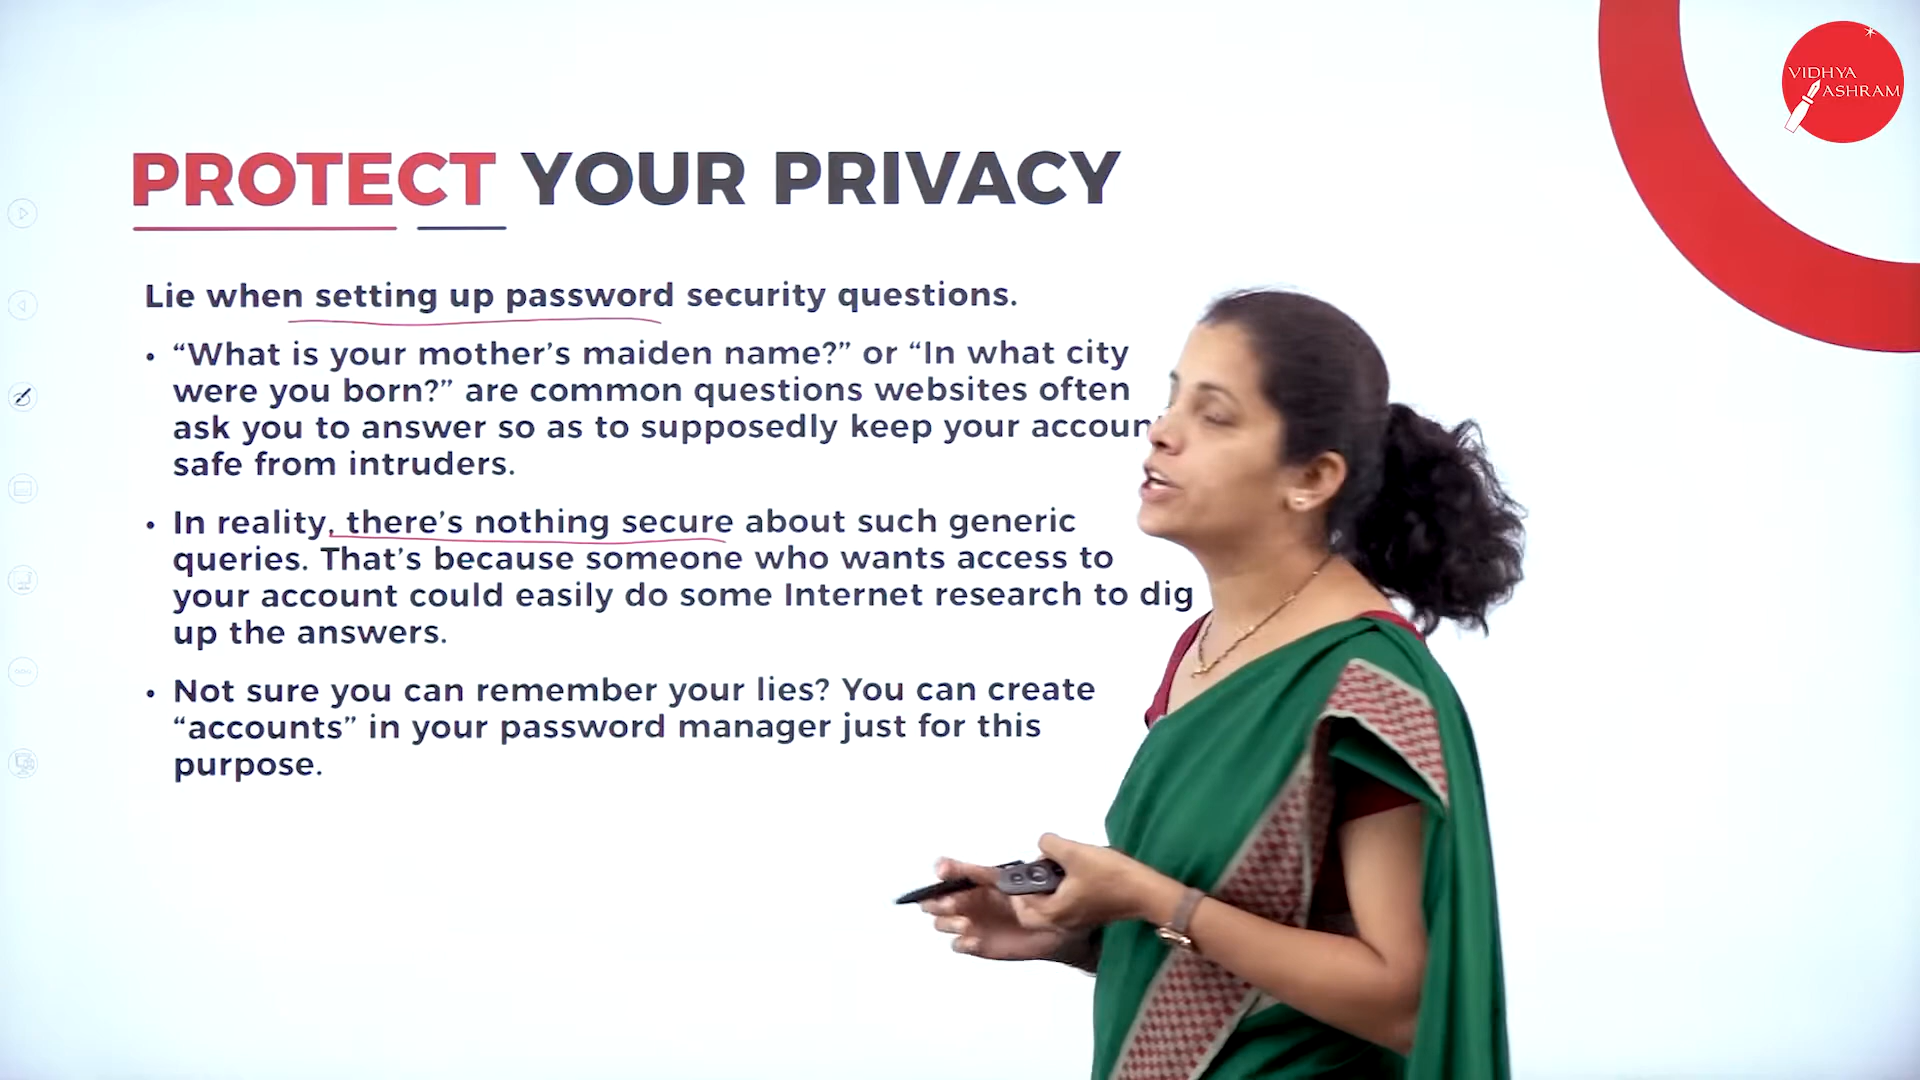 VIDHYA
ASHRAM
PROTECT YOUR PRIVACY
Lie when setting up password security questions.
• “What is your mother’s maiden name?” or “In what city
were you born?” are common questions websites often
ask you to answer so as to supposedly keep your accoun
safe from intruders.
• In reality, there’s nothing secure about such generic
queries. That’s because someone who wants access to
your account could easily do some Internet research to dig
up the answers.
• Not sure you can remember your lies? You can create
“accounts” in your password manager just for this
purpose.